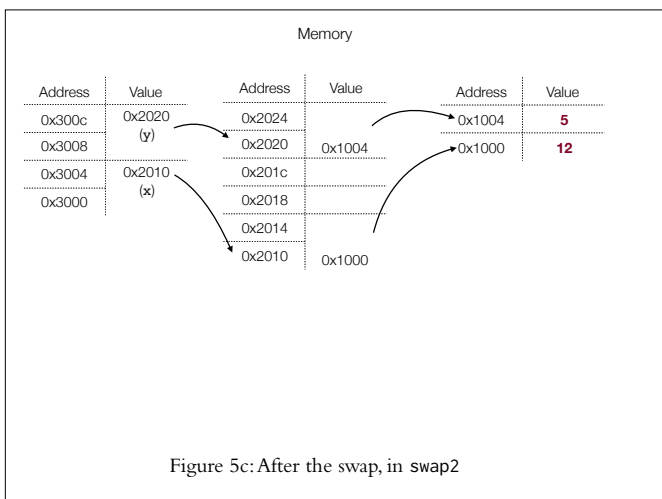 Memory
Address Value
0x300c 0x2020
(y)
0x3008
0x3004 0x2010
(x)
0x3000
Address Value
0x2024
0x2020 0x1004
0x201c
0x2018
0x2014
0x2010 0x1000
Address Value
0x1004 5
0x1000 12
Figure 5c: After the swap, in swap2